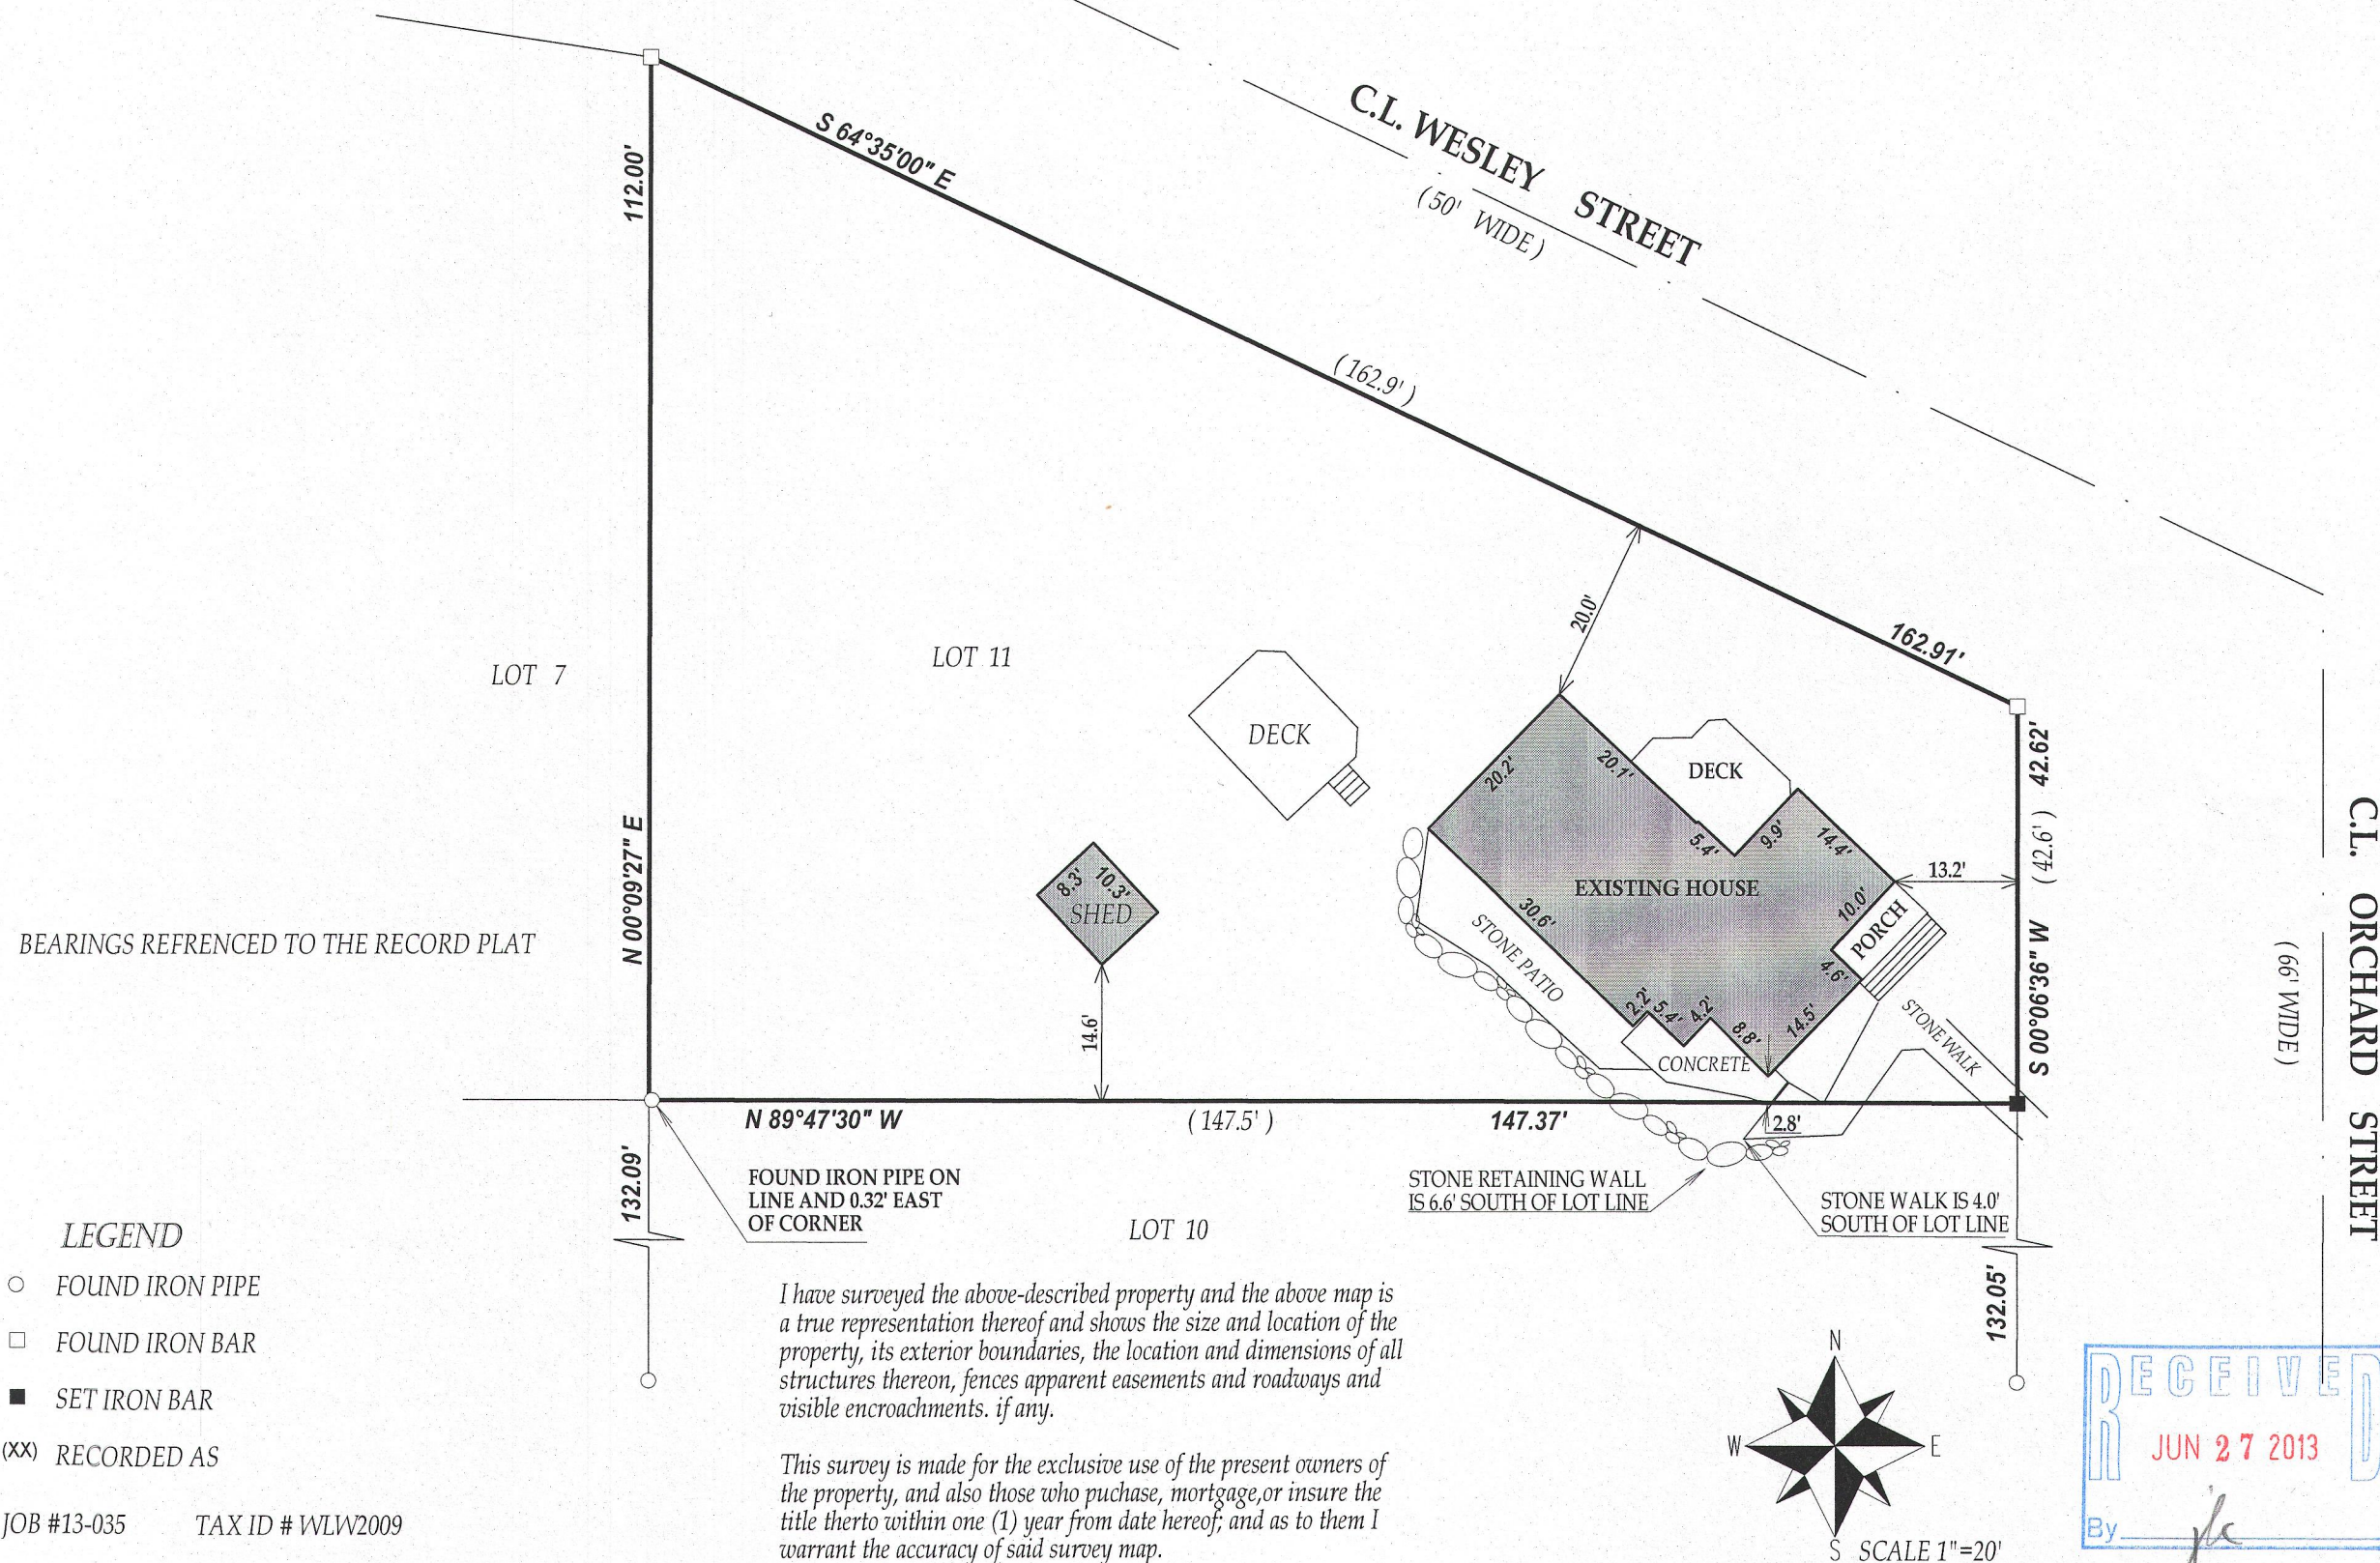 C.L. WESLEY STREET
( 50' WIDE )
S 64°35'00" E
112.00'
( 162.9' )
162.91'
20.0'
LOT 7
LOT 11
DECK
DECK
20.2'
20.1'
5.4'
9.9'
14.4'
EXISTING HOUSE
13.2'
10.0'
PORCH
4.6'
30.6'
STONE PATIO
2.2'
5.4'
4.2'
8.8'
14.5'
CONCRETE
STONE WALK
8.3'
10.3'
SHED
14.6'
42.62'
( 42.6' )
S 00°06'36" W
C.L. ORCHARD STREET
( 66' WIDE )
N 00°09'27" E
BEARINGS REFRENCED TO THE RECORD PLAT
N 89°47'30" W
( 147.5' )
147.37'
2.8'
132.09'
FOUND IRON PIPE ON
LINE AND 0.32' EAST
OF CORNER
LOT 10
STONE RETAINING WALL
IS 6.6' SOUTH OF LOT LINE
STONE WALK IS 4.0'
SOUTH OF LOT LINE
132.05'
LEGEND
FOUND IRON PIPE
FOUND IRON BAR
SET IRON BAR
(XX) RECORDED AS
JOB #13-035 TAX ID # WLW2009
I have surveyed the above-described property and the above map is
a true representation thereof and shows the size and location of the
property, its exterior boundaries, the location and dimensions of all
structures thereon, fences apparent easements and roadways and
visible encroachments. if any.
This survey is made for the exclusive use of the present owners of
the property, and also those who puchase, mortgage,or insure the
title therto within one (1) year from date hereof; and as to them I
warrant the accuracy of said survey map.
N
W
E
S
SCALE 1"=20'
RECEIVED
JUN 27 2013
By